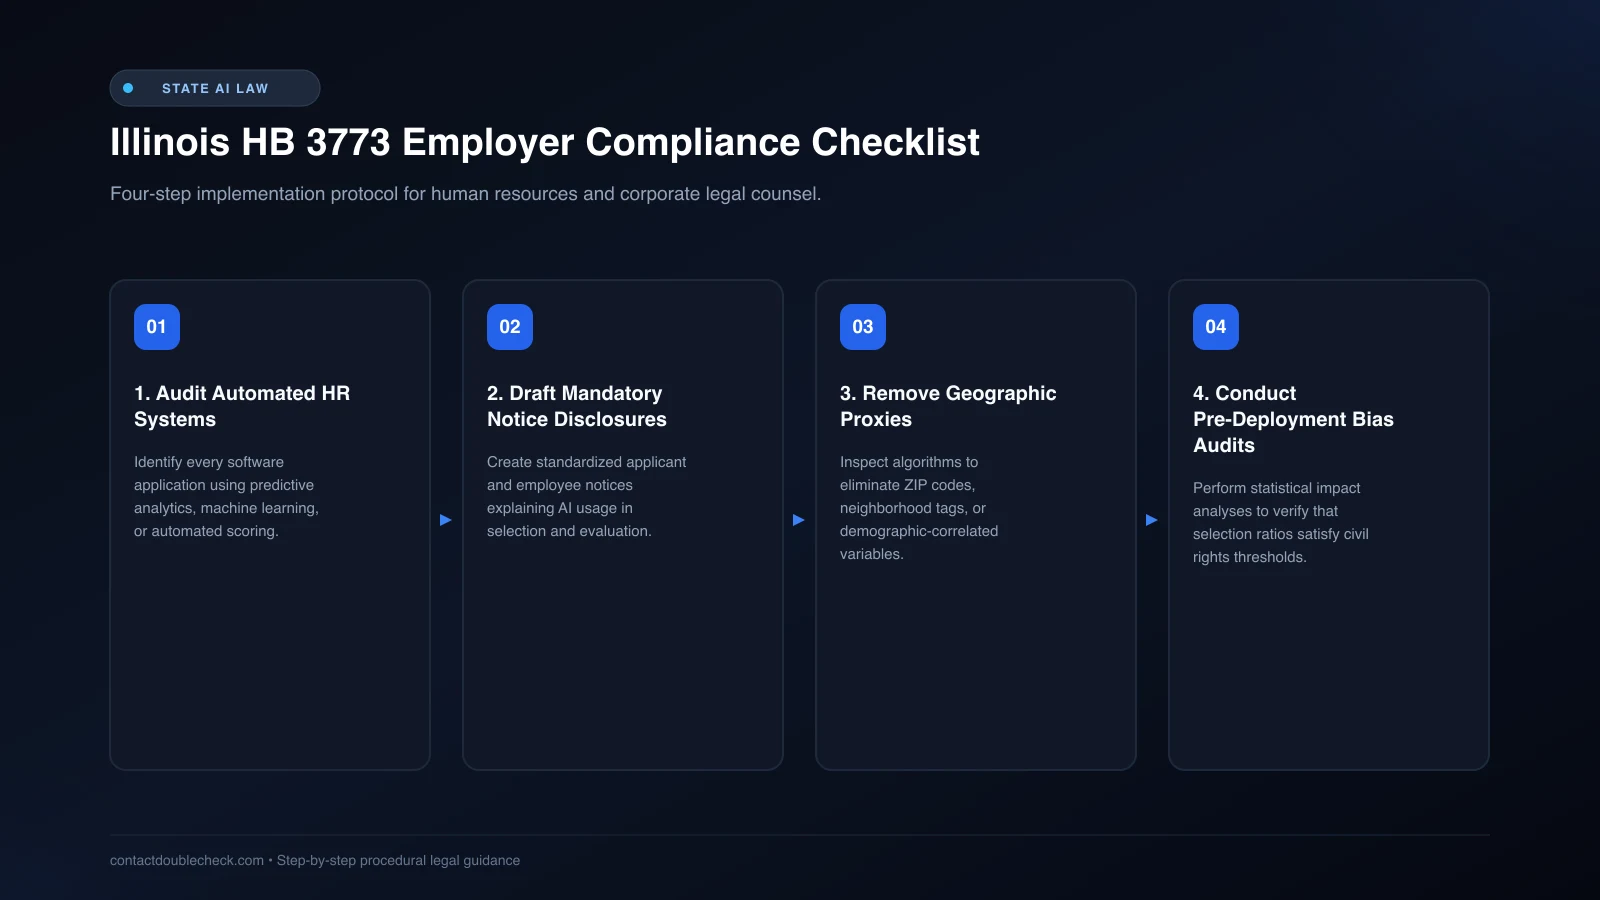 STATE AI LAW
Illinois HB 3773 Employer Compliance Checklist
Four-step implementation protocol for human resources and corporate legal counsel.
01
1. Audit Automated HR
Systems
Identify every software
application using predictive
analytics, machine learning,
or automated scoring.
02
2. Draft Mandatory
Notice Disclosures
Create standardized applicant
and employee notices
explaining AI usage in
selection and evaluation.
03
3. Remove Geographic
Proxies
Inspect algorithms to
eliminate ZIP codes,
neighborhood tags, or
demographic-correlated
variables.
04
4. Conduct
Pre-Deployment Bias
Audits
Perform statistical impact
analyses to verify that
selection ratios satisfy civil
rights thresholds.
contactdoublecheck.com • Step-by-step procedural legal guidance